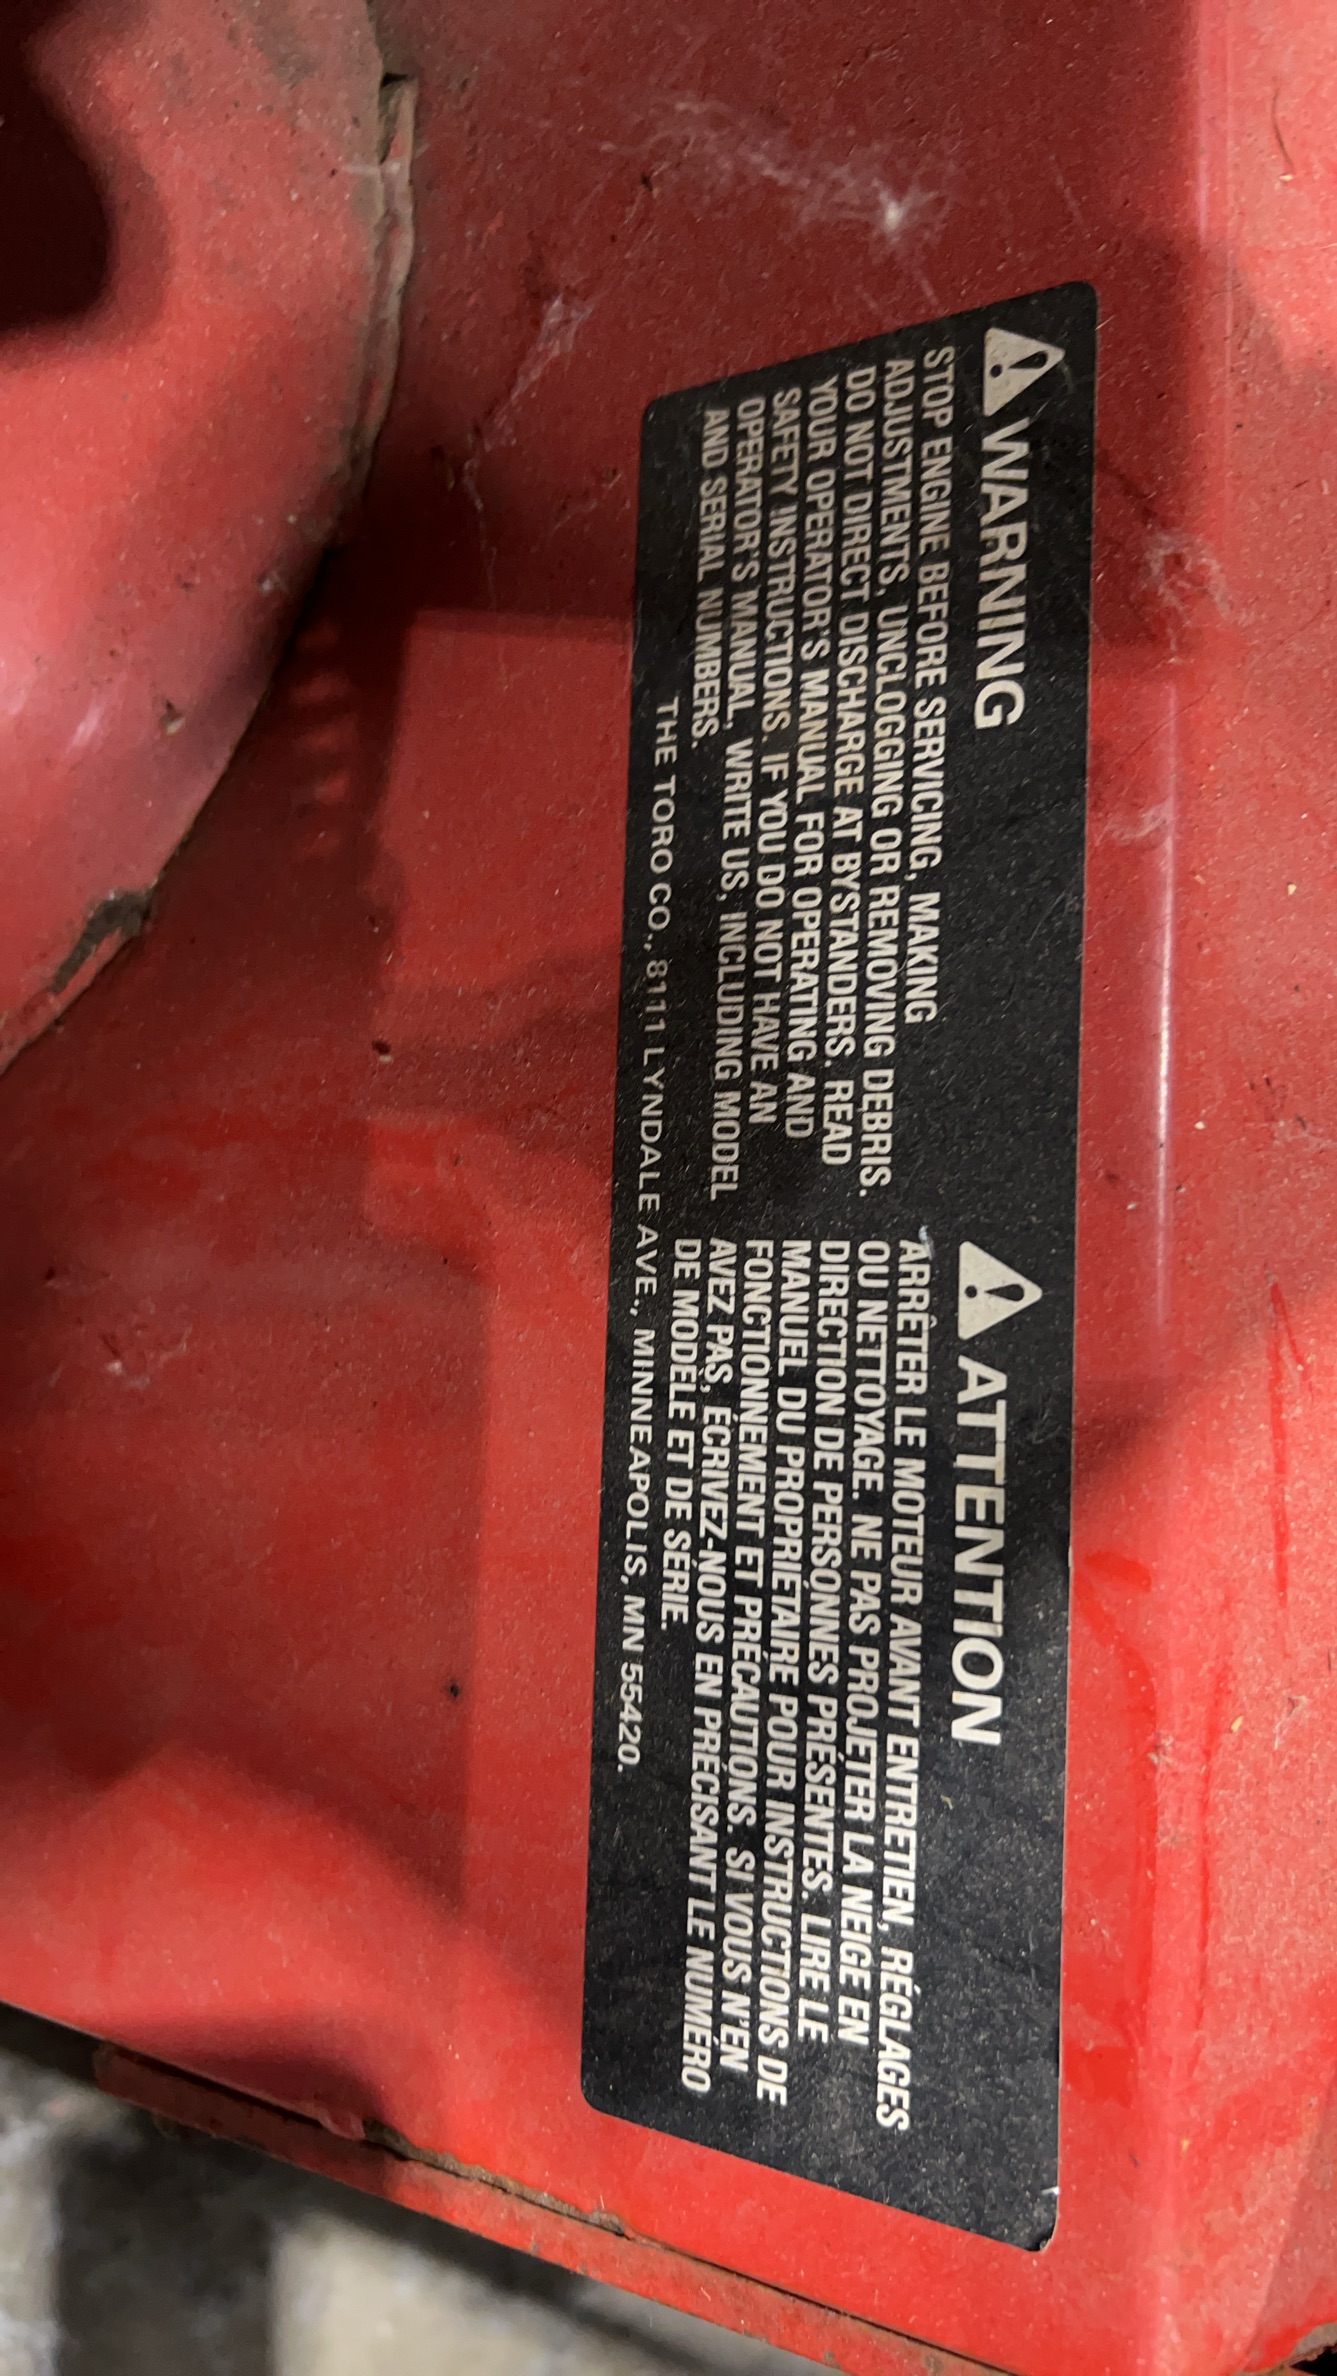 WARNING
STOP ENGINE BEFORE SERVICING, MAKING
ADJUSTMENTS, UNCLOGGING OR REMOVING DEBRIS.
DO NOT DIRECT DISCHARGE AT BYSTANDERS. READ
YOUR OPERATOR'S MANUAL FOR OPERATING AND
SAFETY INSTRUCTIONS. IF YOU DO NOT HAVE AN
OPERATOR'S MANUAL, WRITE US, INCLUDING MODEL
AND SERIAL NUMBERS.
ATTENTION
ARRÊTER LE MOTEUR AVANT ENTRETIEN, RÉGLAGES
OU NETTOYAGE. NE PAS PROJETER LA NEIGE EN
DIRECTION DE PERSONNES PRÉSENTES. LIRE LE
MANUEL DU PROPRIÉTAIRE POUR INSTRUCTIONS DE
FONCTIONNEMENT ET PRÉCAUTIONS. SI VOUS N'EN
AVEZ PAS, ÉCRIVEZ-NOUS EN PRÉCISANT LE NUMÉRO
DE MODÈLE ET DE SÉRIE.
THE TORO CO., 8111 LYNDALE AVE., MINNEAPOLIS, MN 55420.